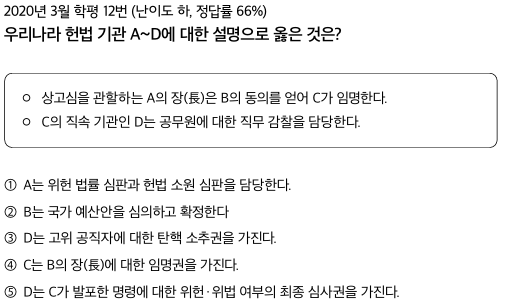 2020년 3월 학평 12번 (난이도 하, 정답률 66%)
우리나라 헌법 기관 A~D에 대한 설명으로 옳은 것은?
○ 상고심을 관할하는 A의 장(長)은 B의 동의를 얻어 C가 임명한다.
○ C의 직속 기관인 D는 공무원에 대한 직무 감찰을 담당한다.
① A는 위헌 법률 심판과 헌법 소원 심판을 담당한다.
② B는 국가 예산안을 심의하고 확정한다
③ D는 고위 공직자에 대한 탄핵 소추권을 가진다.
④ C는 B의 장(長)에 대한 임명권을 가진다.
⑤ D는 C가 발포한 명령에 대한 위헌·위법 여부의 최종 심사권을 가진다.